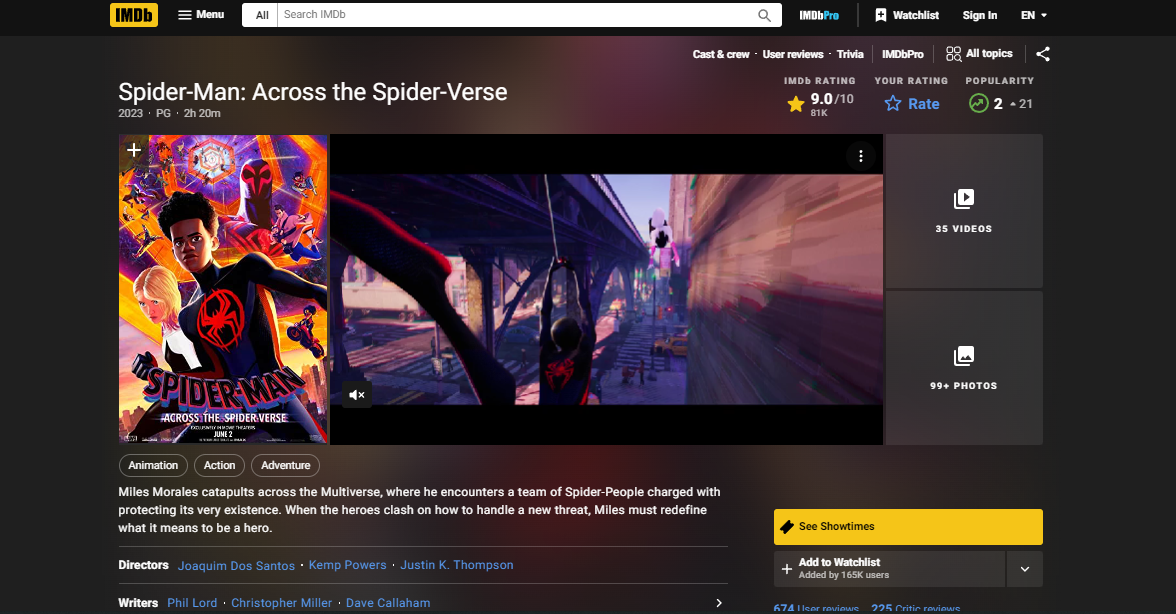 IMDb Menu All Search IMDb IMDbPro Watchlist Sign In EN
Cast & crew · User reviews · Trivia IMDbPro All topics
Spider-Man: Across the Spider-Verse
2023 · PG · 2h 20m
IMDb RATING YOUR RATING POPULARITY
9.0/10 Rate 2 21
81K
SPIDER-MAN
ACROSS THE SPIDER-VERSE
EXCLUSIVELY IN MOVIE THEATERS
JUNE 2
35 VIDEOS
99+ PHOTOS
Animation Action Adventure
Miles Morales catapults across the Multiverse, where he encounters a team of Spider-People charged with
protecting its very existence. When the heroes clash on how to handle a new threat, Miles must redefine
what it means to be a hero.
Directors Joaquim Dos Santos · Kemp Powers · Justin K. Thompson
Writers Phil Lord · Christopher Miller · Dave Callaham
See Showtimes
Add to Watchlist
Added by 165K users
674 User reviews 225 Critic reviews